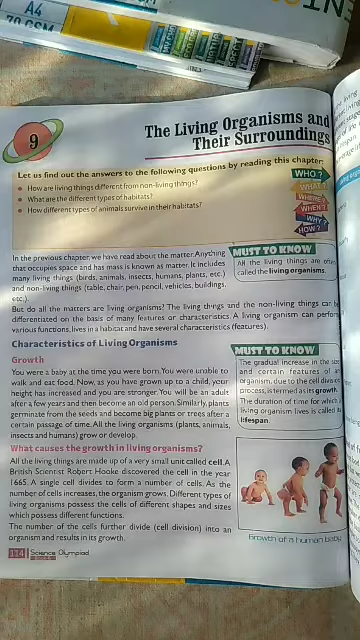 A4
70 GSM
9
The Living Organisms and
Their Surroundings
Let us find out the answers to the following questions by reading this chapter:
How are living things different from non-living things?
What are the different types of habitats?
How different types of animals survive in their habitats?
WHO?
WHAT?
WHERE?
WHEN?
WHY?
HOW?
In the previous chapter, we have read about the matter. Anything
that occupies space and has mass is known as matter. It includes
many living things (birds, animals, insects, humans, plants, etc.)
and non-living things (table, chair, pen, pencil, vehicles, buildings,
etc.).
MUST TO KNOW
All the living things are often
called the living organisms.
But do all the matters are living organisms? The living things and the non-living things can be
differentiated on the basis of many features or characteristics. A living organism can perform
various functions, lives in a habitat and have several characteristics (features).
Characteristics of Living Organisms
Growth
You were a baby at the time you were born. You were unable to
walk and eat food. Now, as you have grown up to a child, your
height has increased and you are stronger. You will be an adult
after a few years and then become an old person. Similarly, plants
germinate from the seeds and become big plants or trees after a
certain passage of time. All the living organisms (plants, animals,
insects and humans) grow or develop.
MUST TO KNOW
The gradual increase in the size
and certain features of an
organism, due to the cell division
process, is termed as its growth.
The duration of time for which a
living organism lives is called its
lifespan.
What causes the growth in living organisms?
All the living things are made up of a very small unit called cell. A
British Scientist Robert Hooke discovered the cell in the year
1665. A single cell divides to form a number of cells. As the
number of cells increases, the organism grows. Different types of
living organisms possess the cells of different shapes and sizes
which possess different functions.
The number of the cells further divide (cell division) into an
organism and results in its growth.
Growth of a human baby
114 Science Olympiad